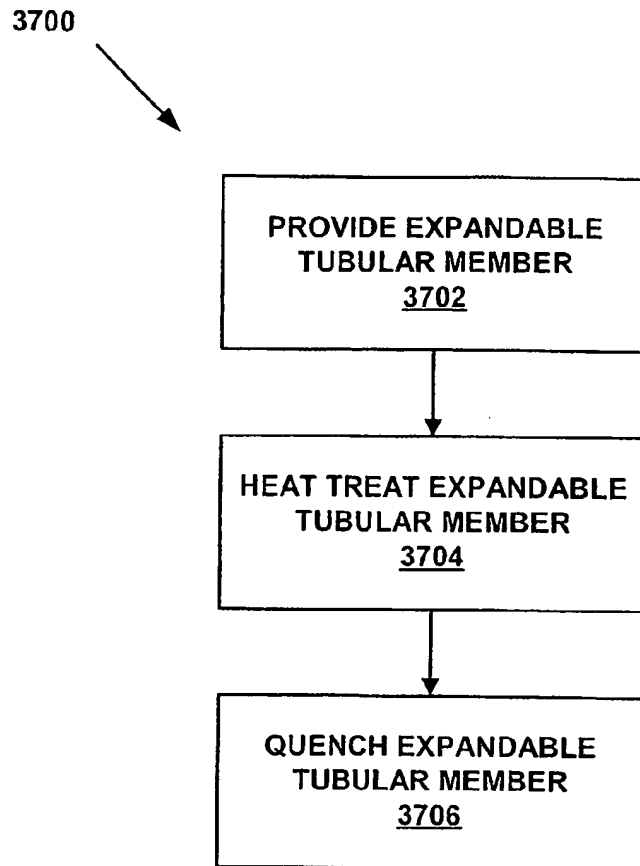 3700
PROVIDE EXPANDABLE
TUBULAR MEMBER
3702
HEAT TREAT EXPANDABLE
TUBULAR MEMBER
3704
QUENCH EXPANDABLE
TUBULAR MEMBER
3706